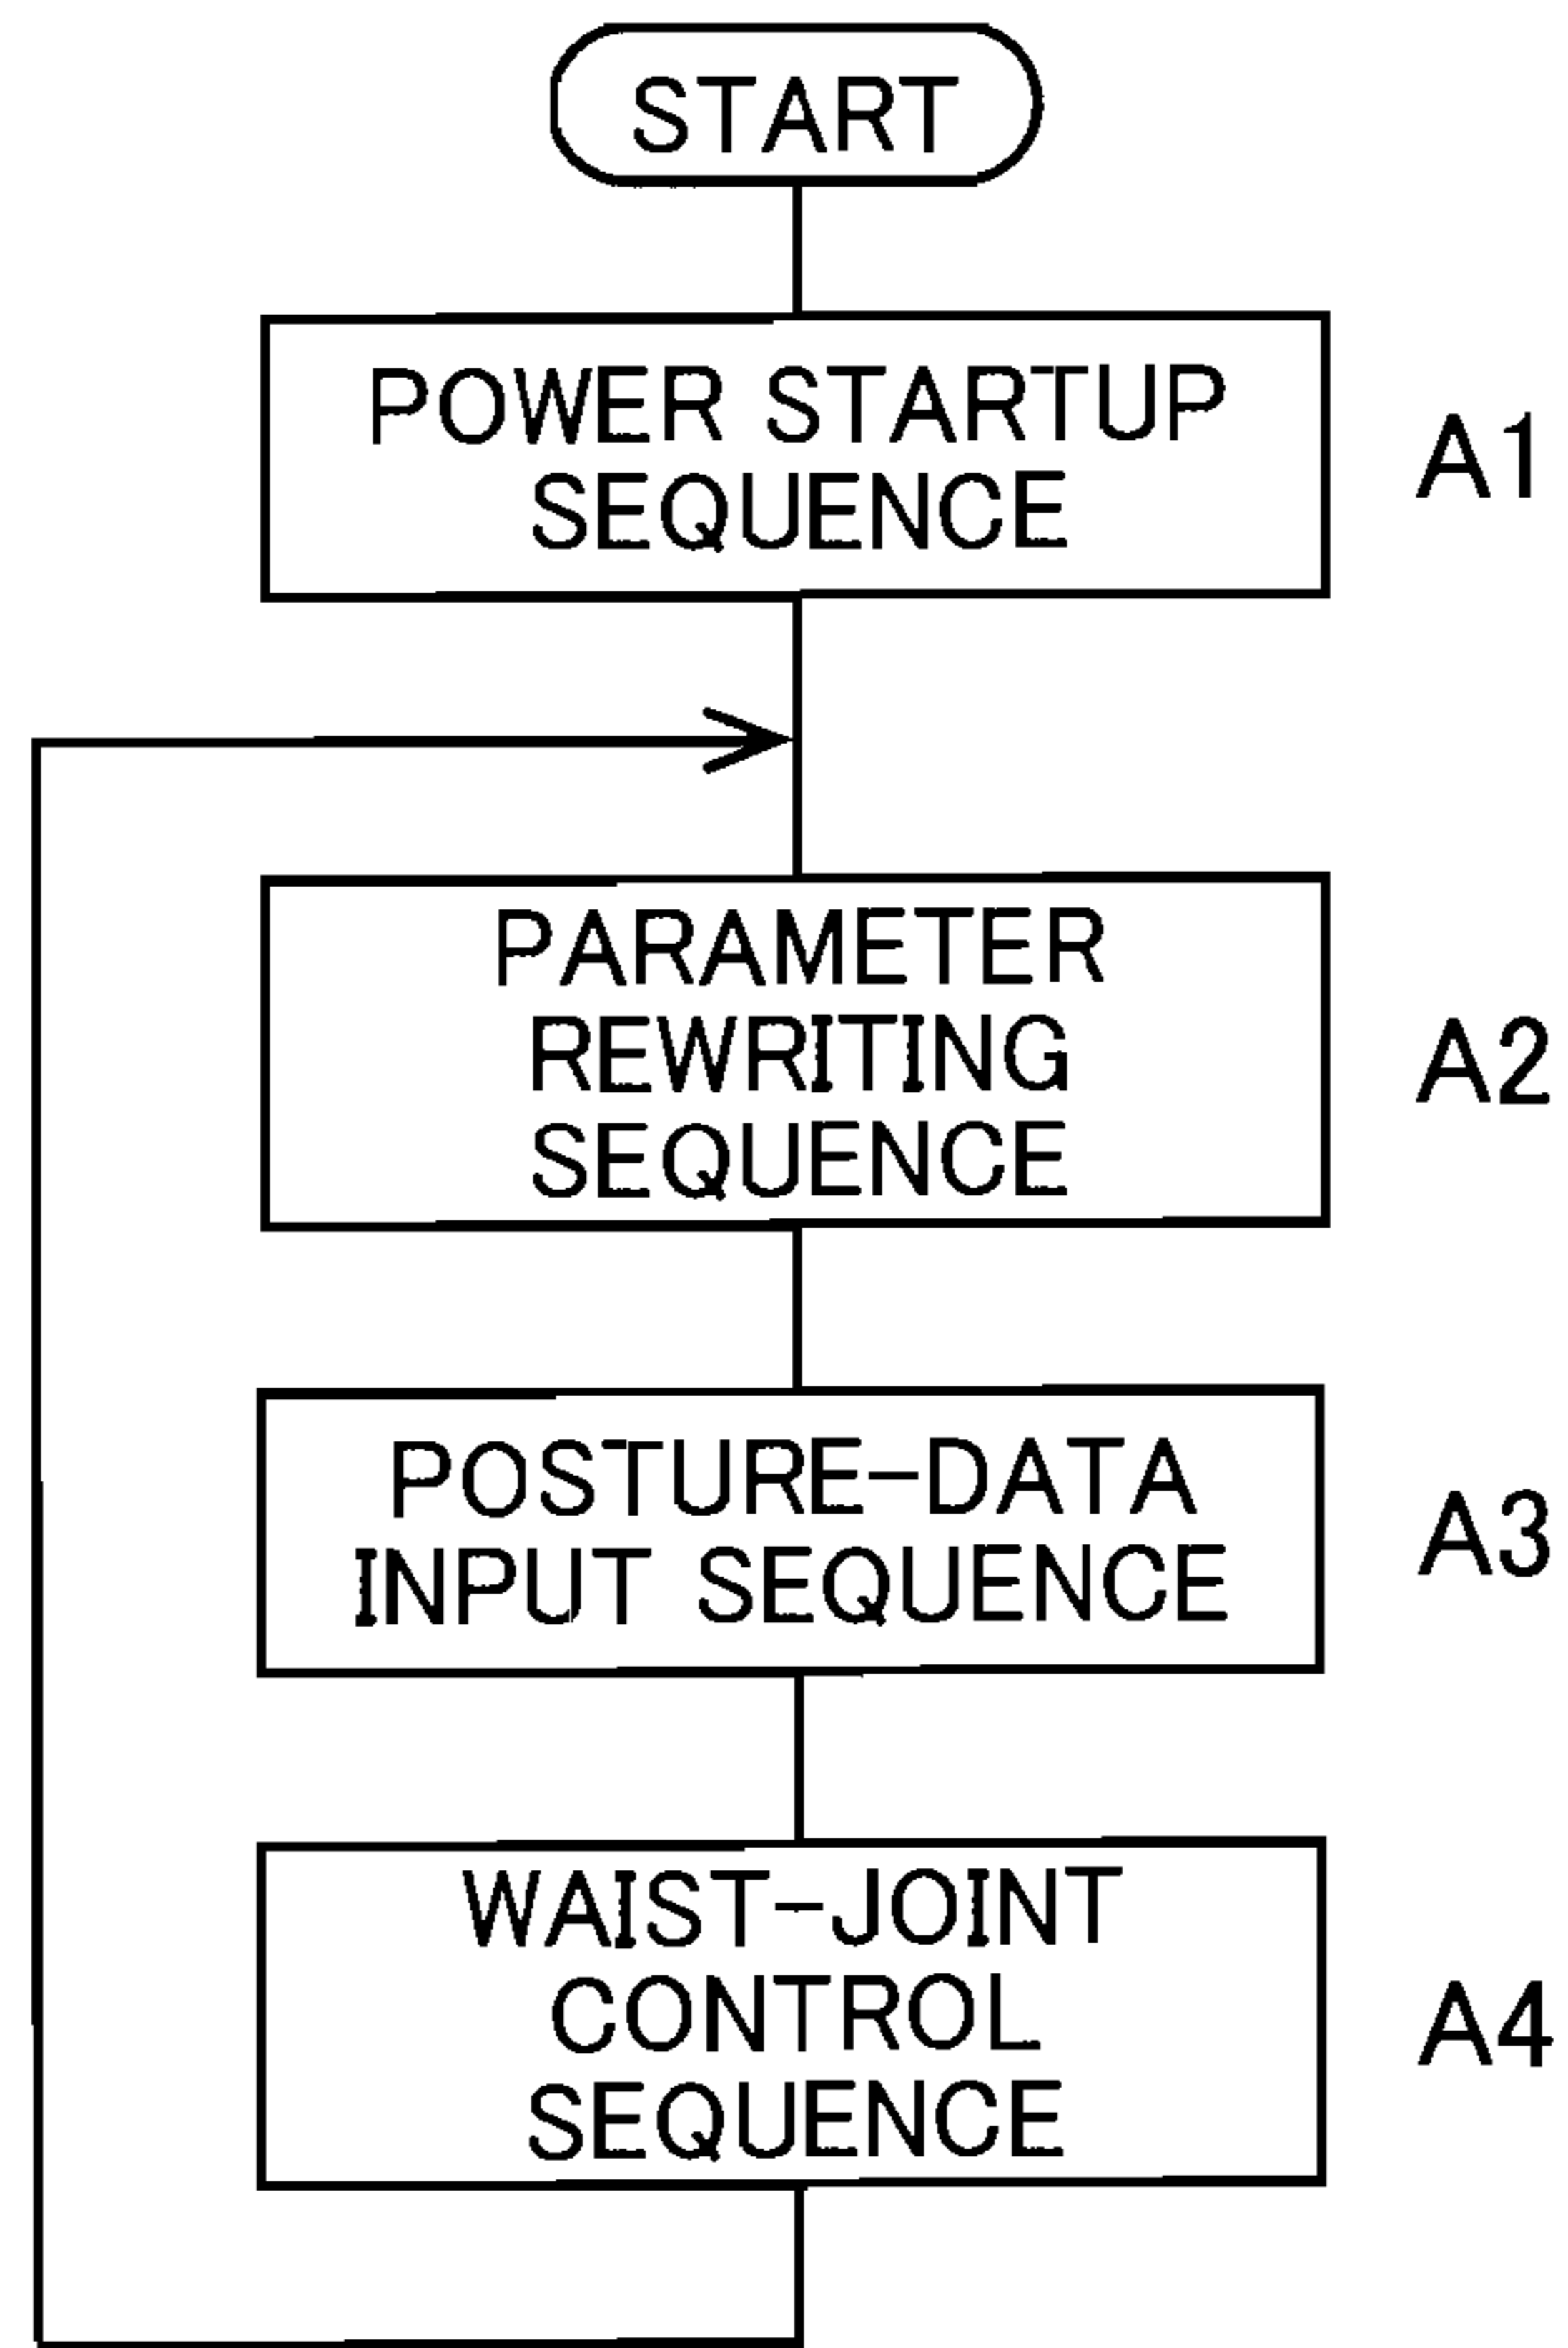 START
POWER STARTUP
SEQUENCE
A1
PARAMETER
REWRITING
SEQUENCE
A2
POSTURE-DATA
INPUT SEQUENCE
A3
WAIST-JOINT
CONTROL
SEQUENCE
A4